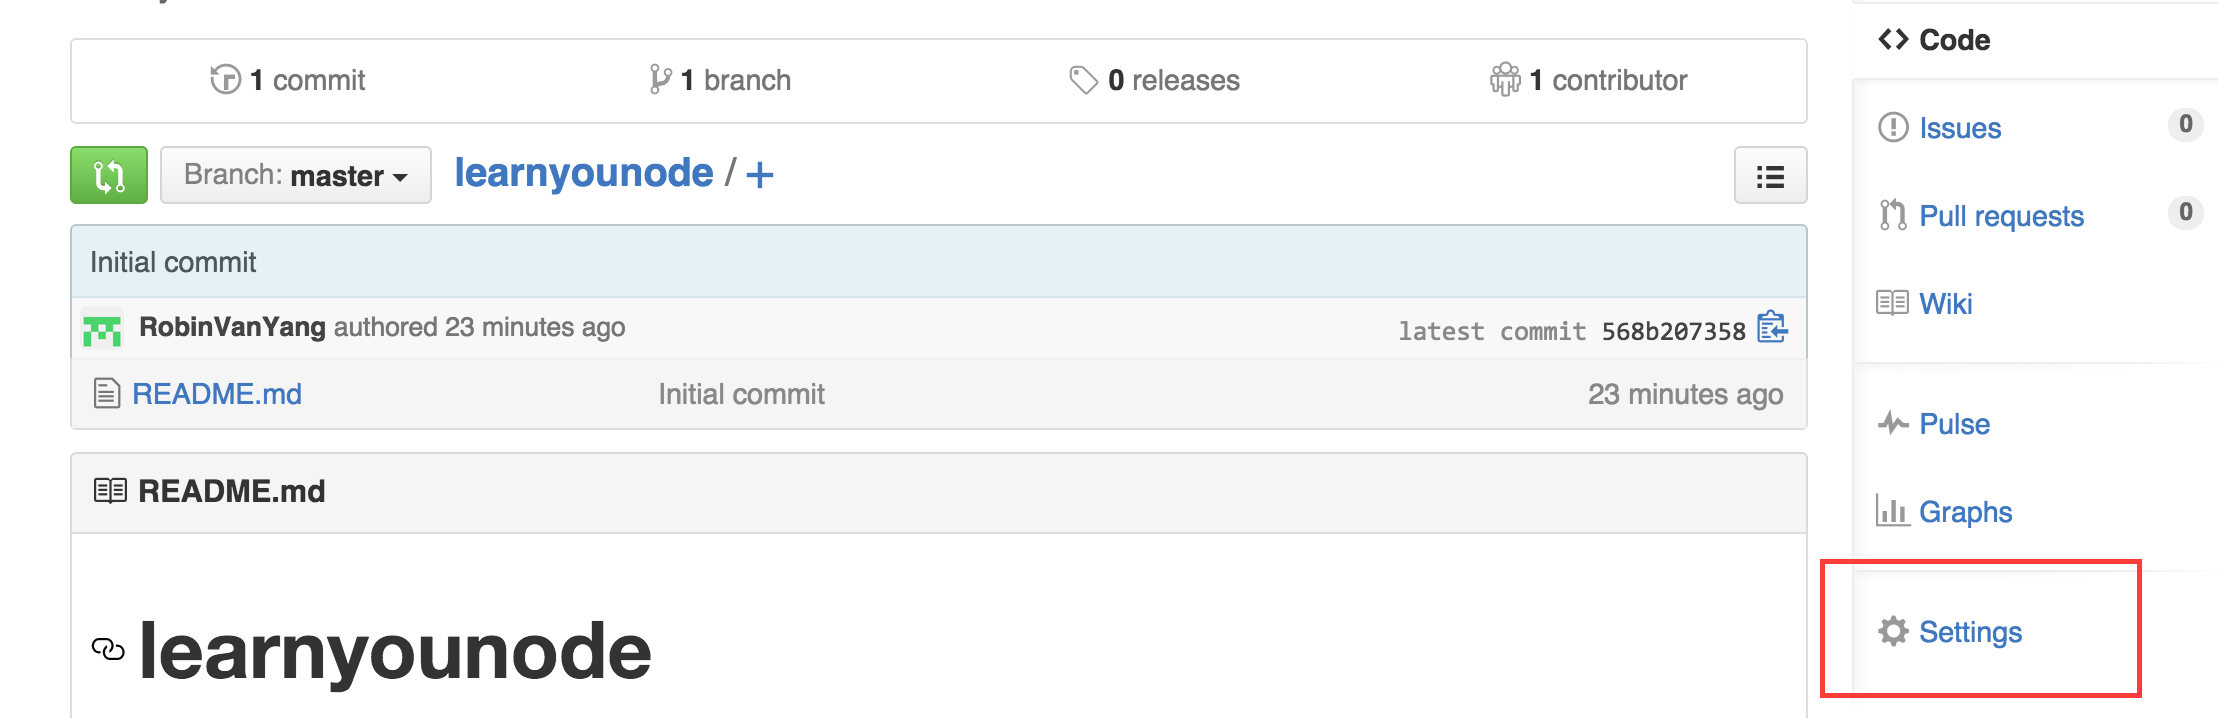 1 commit 1 branch 0 releases 1 contributor
Branch: master learnyounode / +
Initial commit
RobinVanYang authored 23 minutes ago latest commit 568b207358
README.md Initial commit 23 minutes ago
README.md
learnyounode
Code
Issues 0
Pull requests 0
Wiki
Pulse
Graphs
Settings